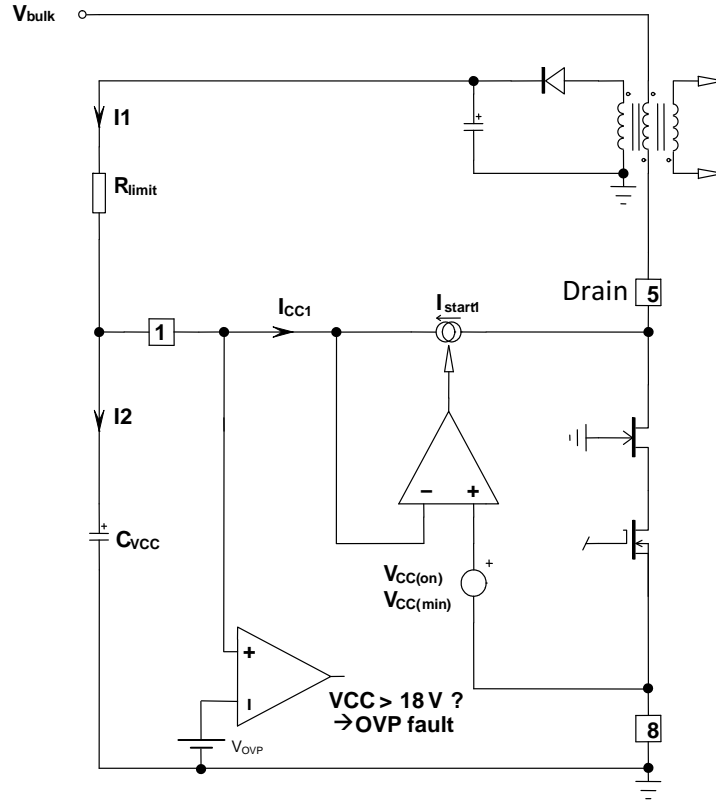 Vbulk
I1
Rlimit
Drain
5
1
ICC1
Istart1
I2
CVCC
VCC(on)
VCC(min)
VCC > 18 V ?
→OVP fault
VOVP
8